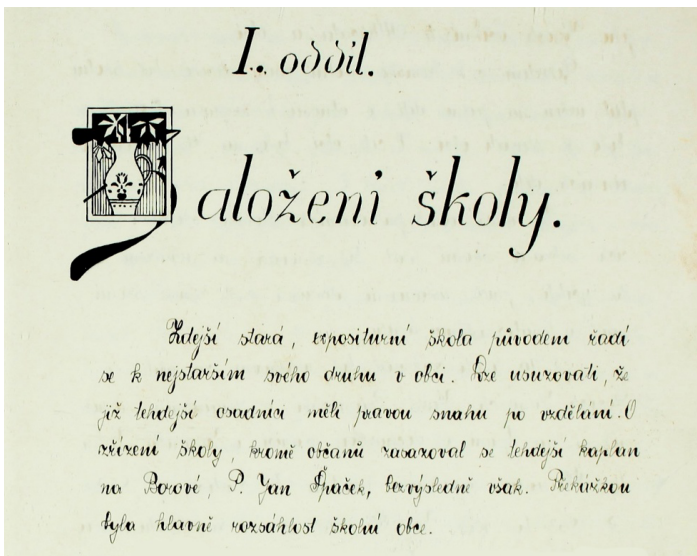 I. oddíl.
Založení školy.
Zdejší stará, expositurní škola původem řadí
se k nejstarším svého druhu v obci. Lze usuzovati, že
již tehdejší osadníci měli pravou snahu po vzdělání. O
zřízení školy, kromě občanů zasazoval se tehdejší kaplan
na Borové, P. Jan Špaček, bezvýsledně však. Překážkou
byla hlavně rozsáhlost školní obce.